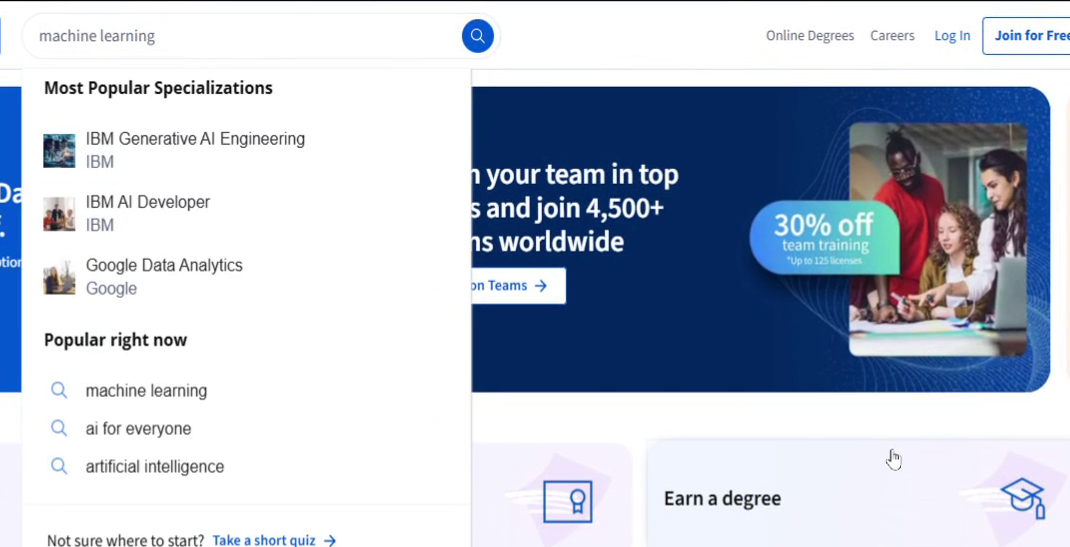 machine learning
Online Degrees
Careers
Log In
Join for Free
Most Popular Specializations
IBM Generative AI Engineering
IBM
IBM AI Developer
IBM
Google Data Analytics
Google
Popular right now
machine learning
ai for everyone
artificial intelligence
Not sure where to start? Take a short quiz →
your team in top
and join 4,500+
worldwide
on Teams →
30% off
team training
*Up to 125 licenses
Earn a degree